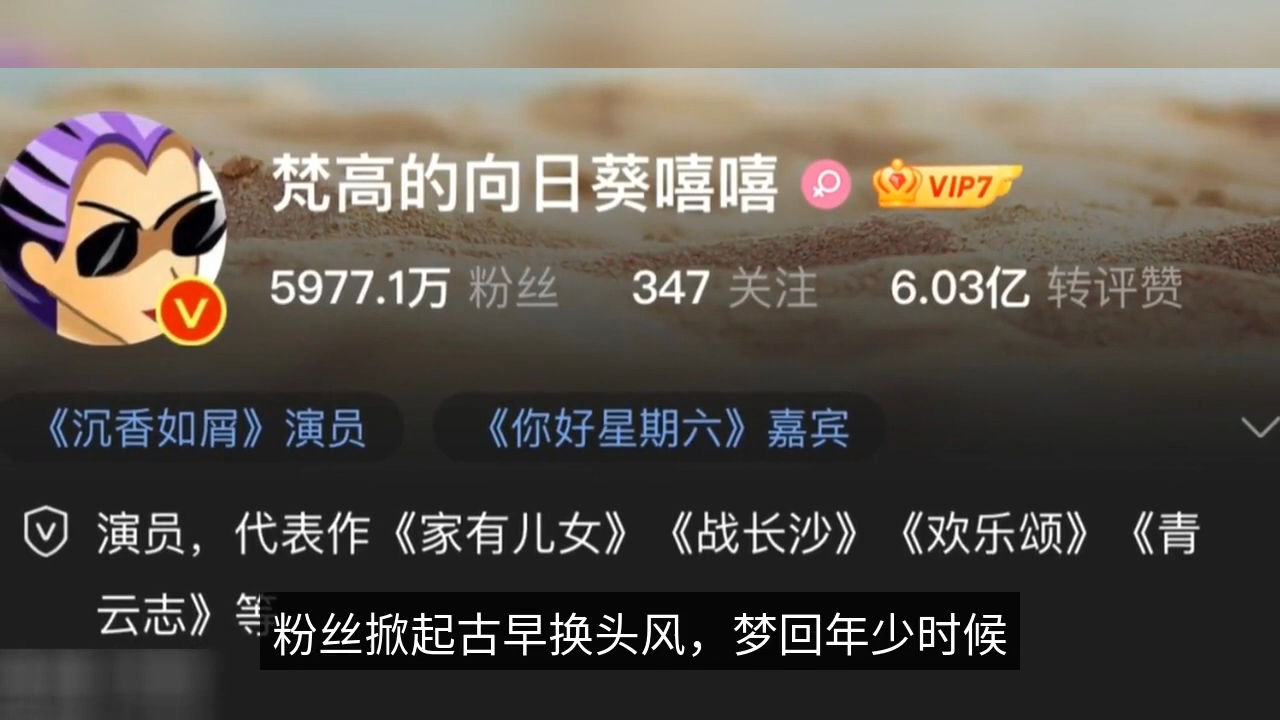 梵高的向日葵嘻嘻 VIP7
5977.1万 粉丝 347 关注 6.03亿 转评赞
《沉香如屑》演员 《你好星期六》嘉宾
演员，代表作《家有儿女》《战长沙》《欢乐颂》《青
云志》等
粉丝掀起古早换头风，梦回年少时候